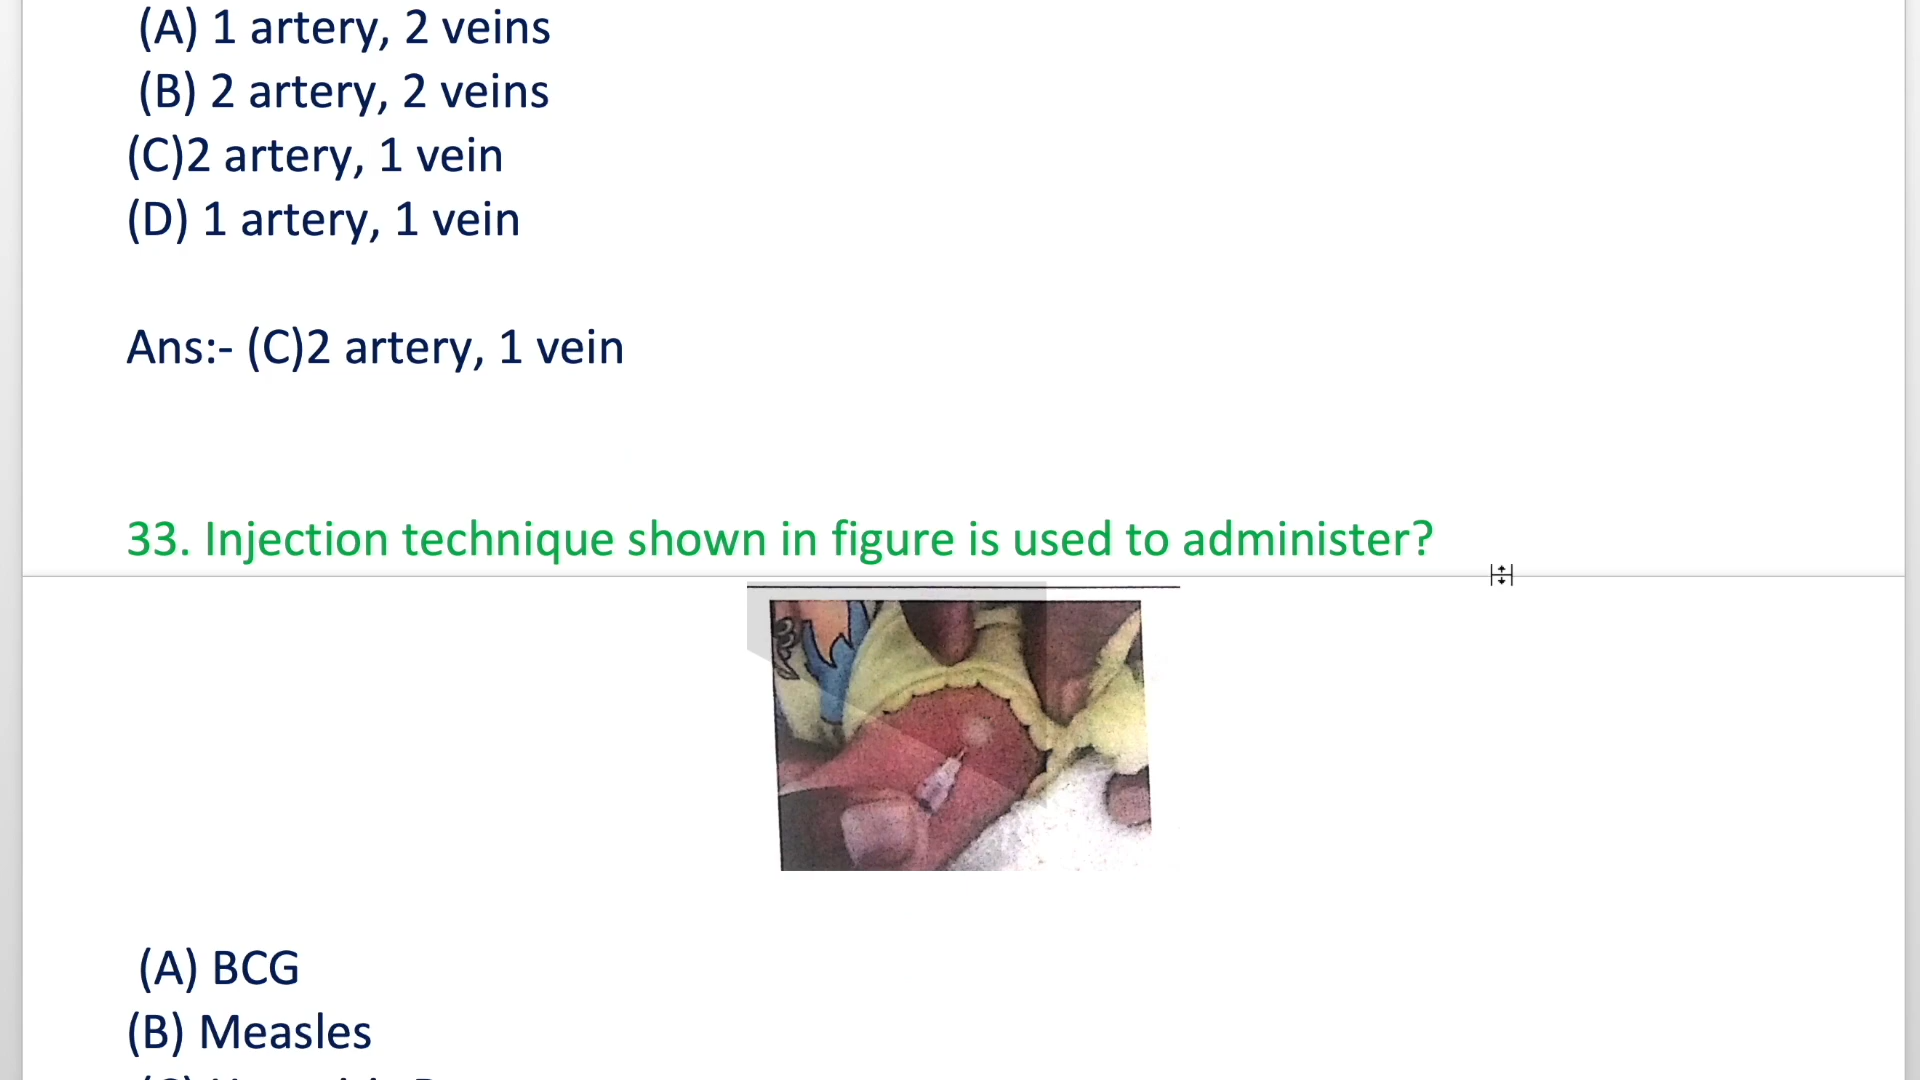 (A) 1 artery, 2 veins
(B) 2 artery, 2 veins
(C)2 artery, 1 vein
(D) 1 artery, 1 vein
Ans:- (C)2 artery, 1 vein
33. Injection technique shown in figure is used to administer?
(A) BCG
(B) Measles